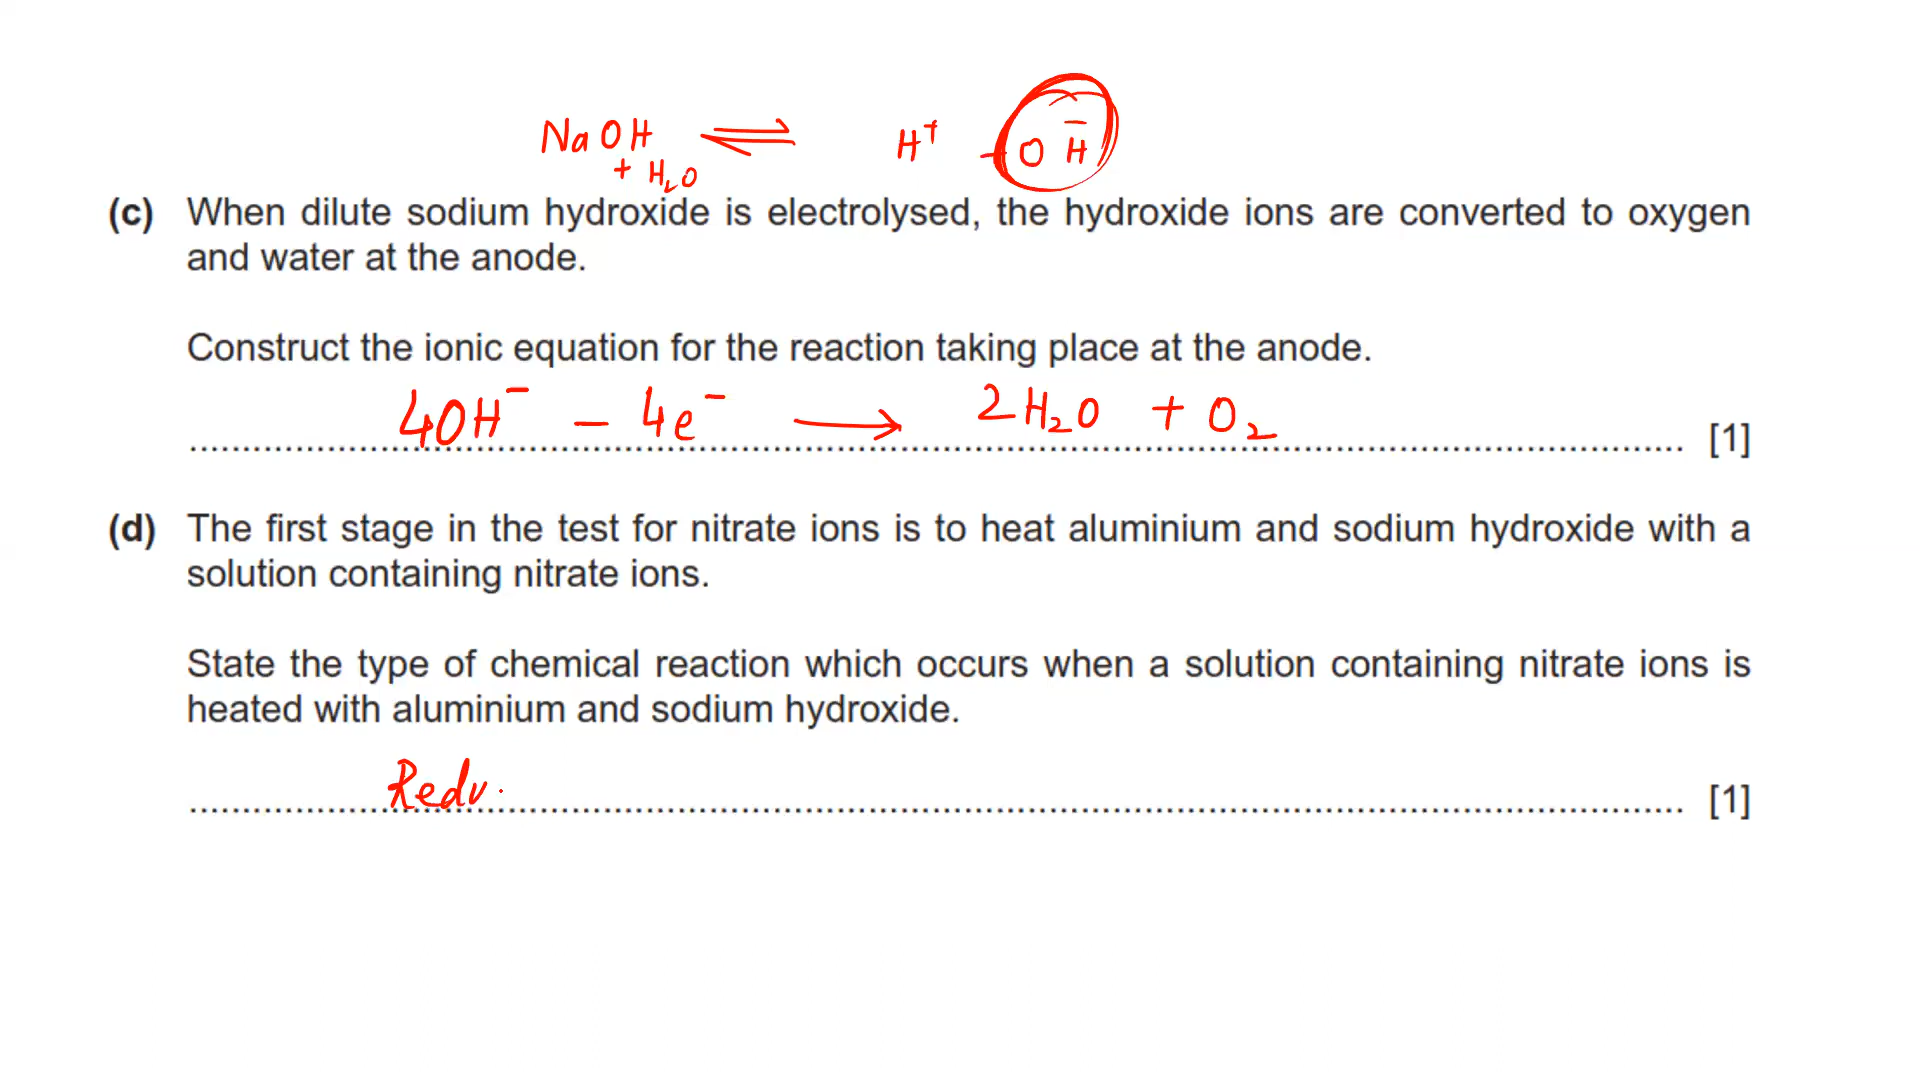 NaOH ⇌ H⁺ + OH⁻
+ H₂O
(c) When dilute sodium hydroxide is electrolysed, the hydroxide ions are converted to oxygen
and water at the anode.
Construct the ionic equation for the reaction taking place at the anode.
4OH⁻ – 4e⁻ → 2H₂O + O₂
[1]
(d) The first stage in the test for nitrate ions is to heat aluminium and sodium hydroxide with a
solution containing nitrate ions.
State the type of chemical reaction which occurs when a solution containing nitrate ions is
heated with aluminium and sodium hydroxide.
Redu.
[1]